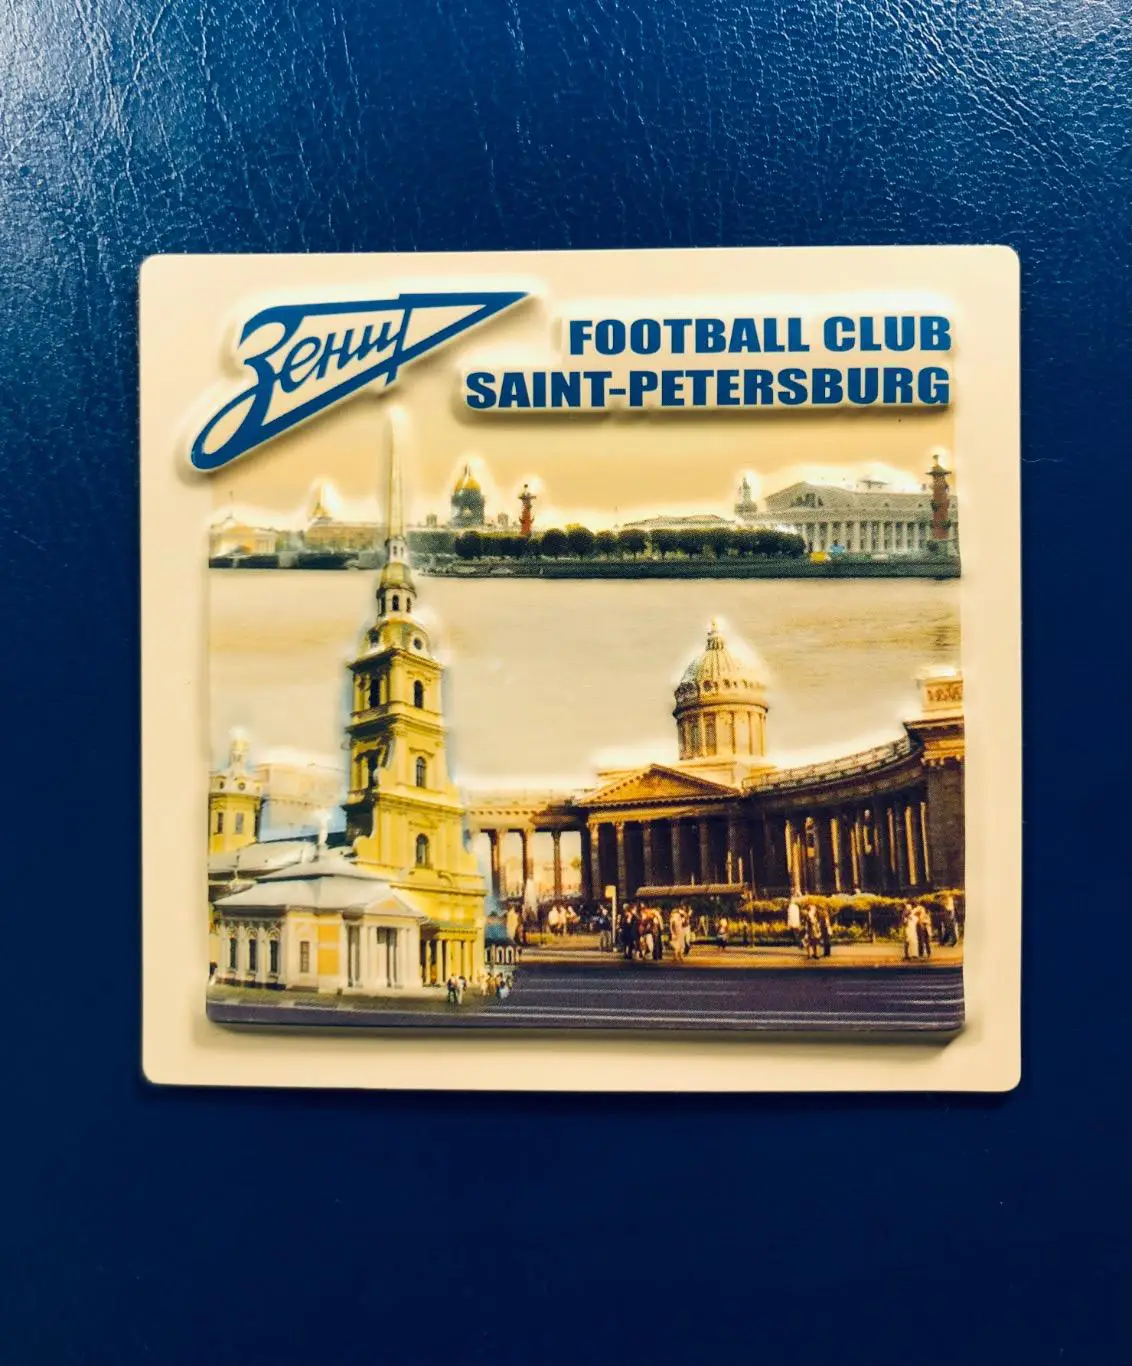 Зенит
FOOTBALL CLUB
SAINT-PETERSBURG